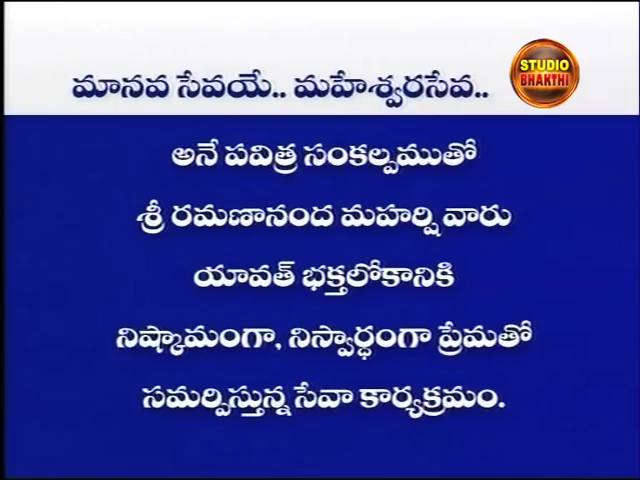 మానవ సేవయే.. మహేశ్వరసేవ..
STUDIO
BHAKTHI
అనే పవిత్ర సంకల్పముతో
శ్రీ రమణానంద మహర్షి వారు
యావత్ భక్తలోకానికి
నిష్కామంగా, నిస్వార్థంగా ప్రేమతో
సమర్పిస్తున్న సేవా కార్యక్రమం.